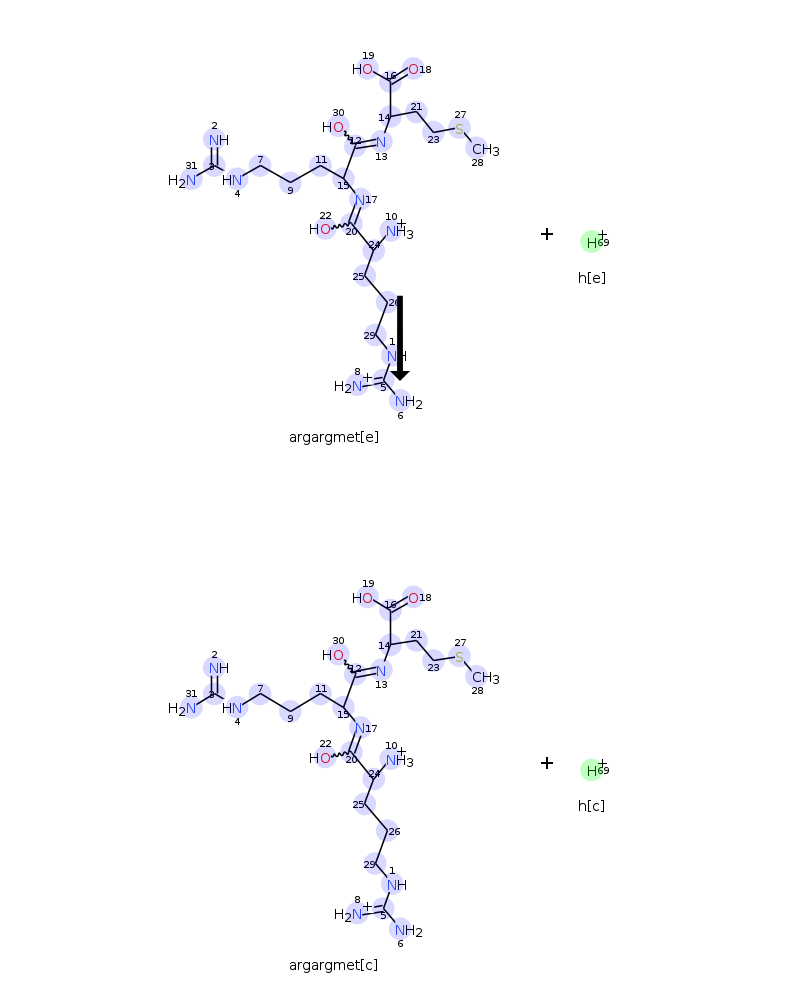 19
16
HO
O
18
30
HO
12
14
21
27
S
N
13
23
CH3
28
2
NH
31
3
7
11
H2N
HN
4
9
15
N
17
22
10
HO
20
NH3
+
24
25
26
29
1
NH
8
+
5
H2N
NH2
6
+
H
+
69
h[e]
argargmet[e]
19
16
HO
O
18
30
HO
12
14
21
27
S
N
13
23
CH3
28
2
NH
31
3
7
11
H2N
HN
4
9
15
N
17
22
10
HO
20
NH3
+
24
25
26
29
1
NH
8
+
5
H2N
NH2
6
+
H
+
69
h[c]
argargmet[c]